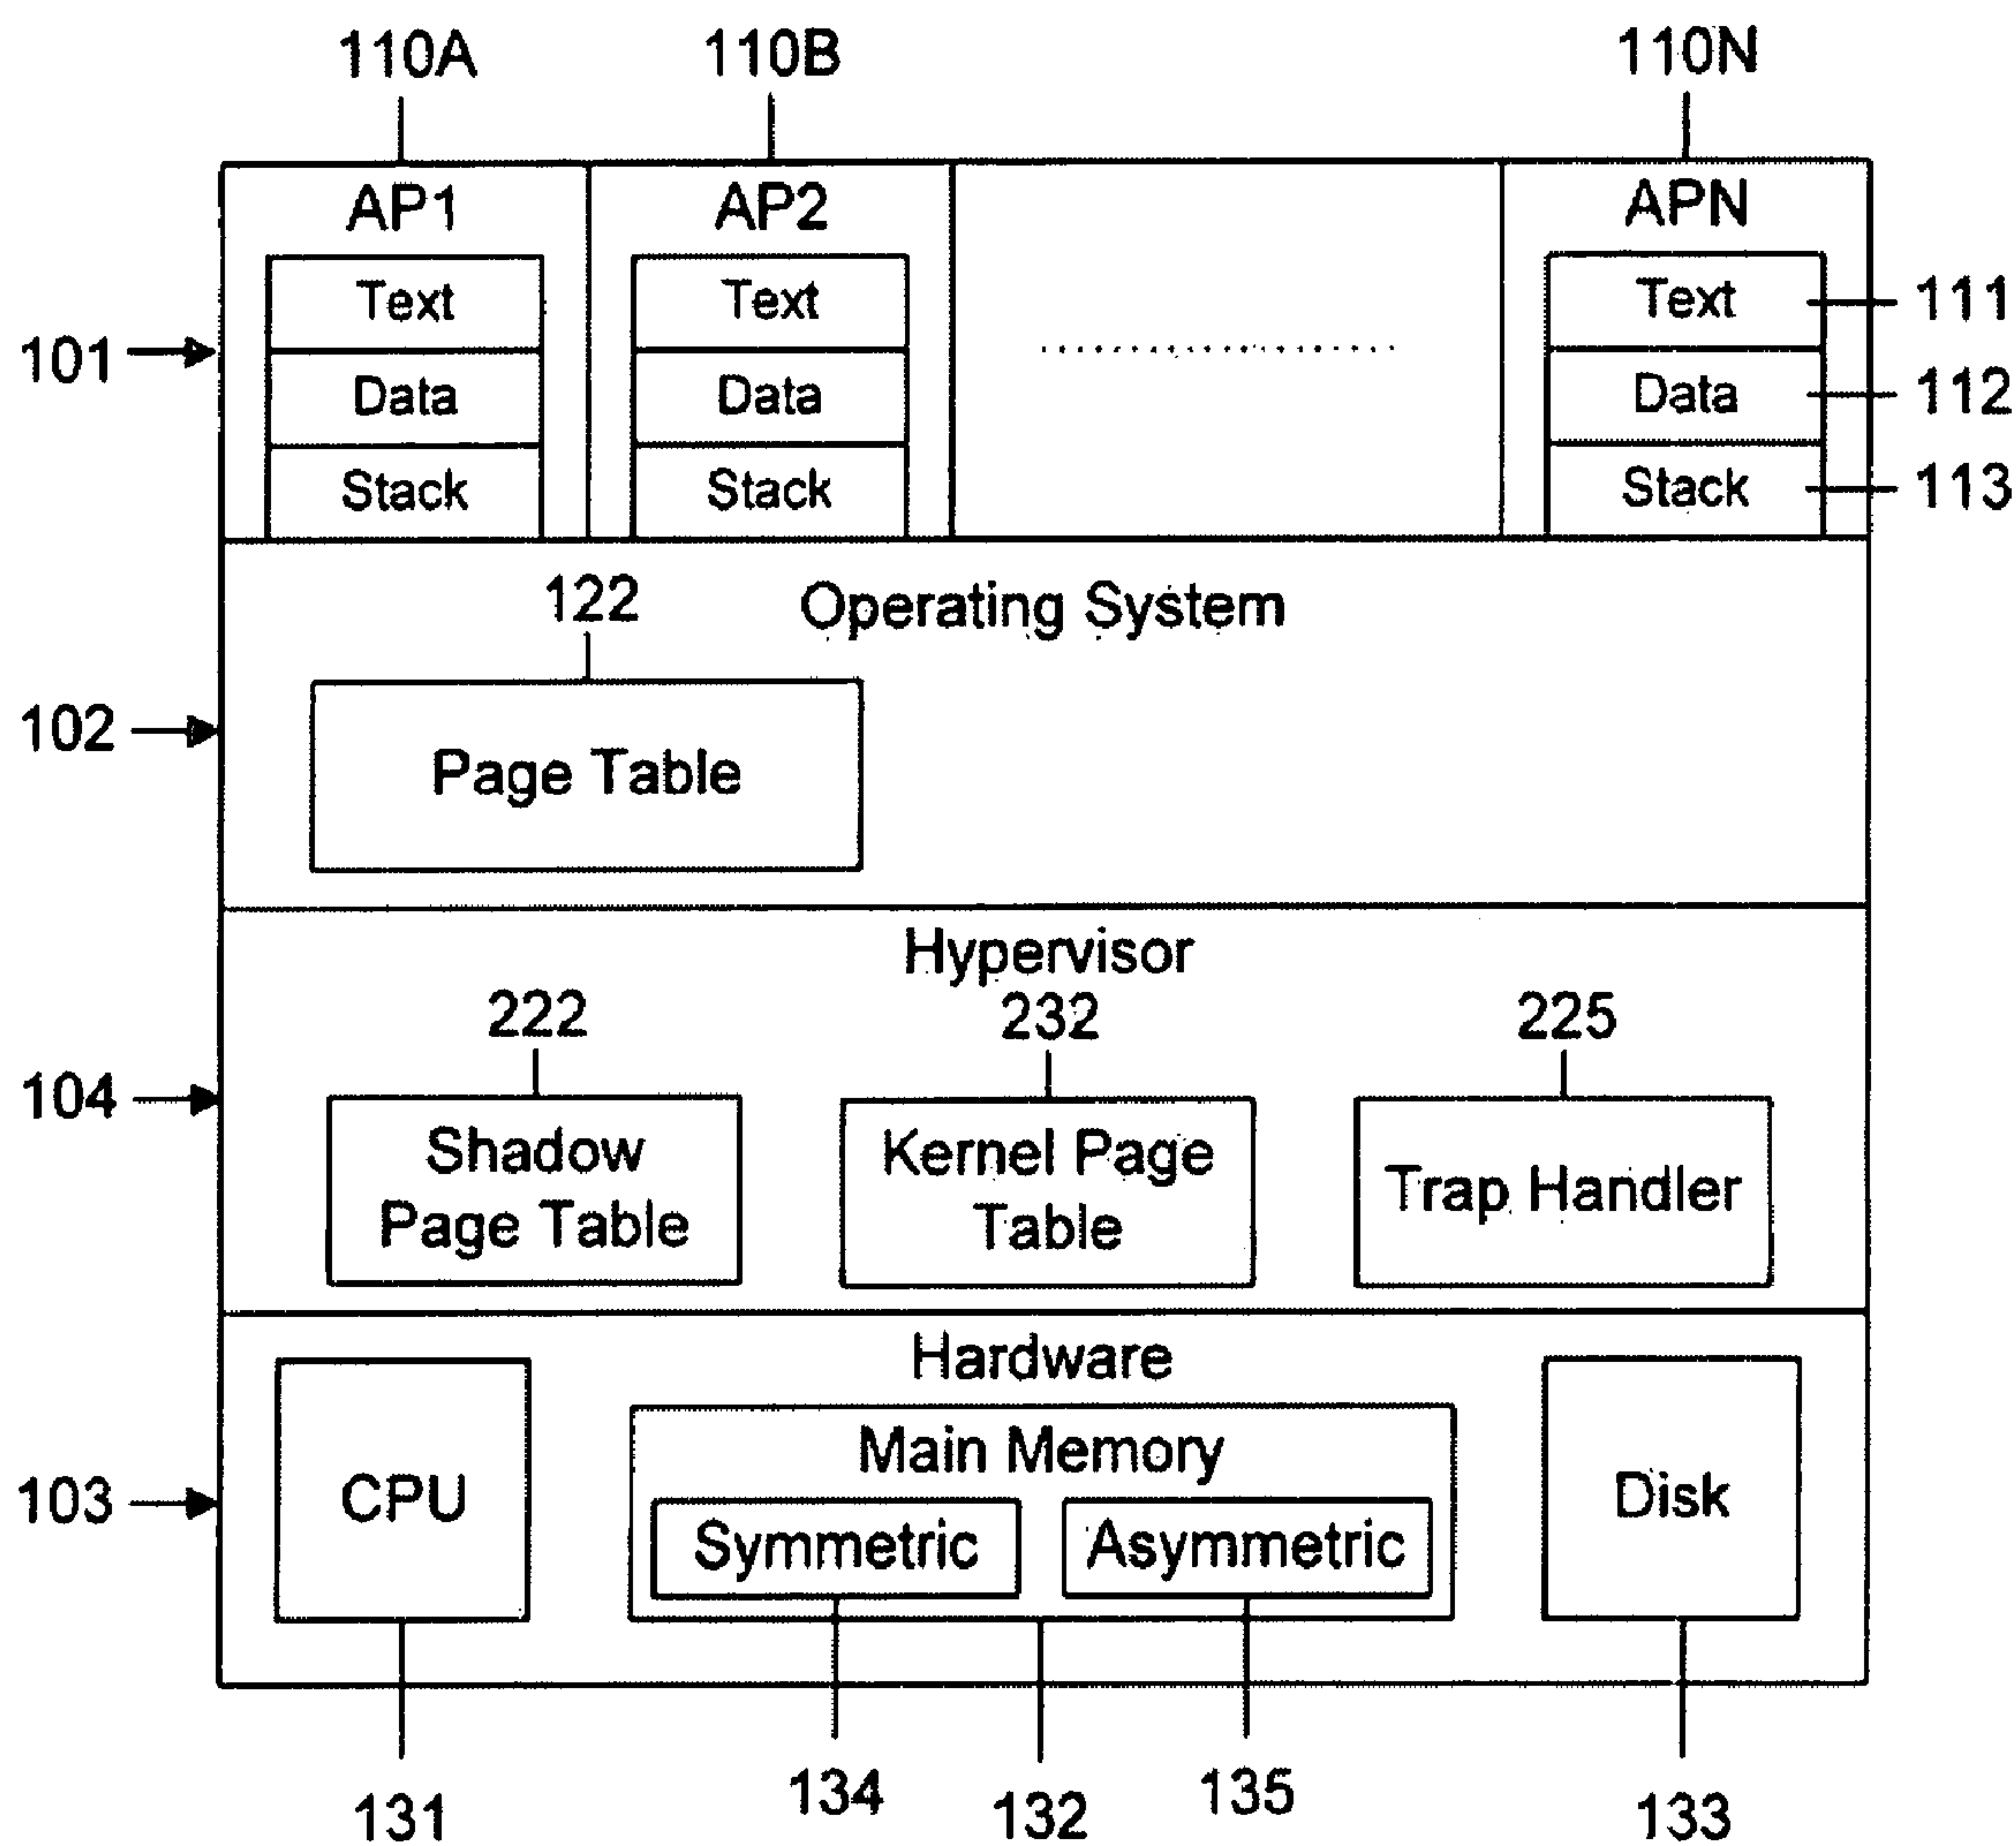 110A 110B 110N
AP1 AP2 APN
Text Text Text 111
101
Data Data Data 112
Stack Stack Stack 113
122 Operating System
102
Page Table
Hypervisor
222 232 225
104
Shadow Page Table
Kernel Page Table
Trap Handler
Hardware
103
CPU
Main Memory
Symmetric Asymmetric
Disk
131 134 132 135 133